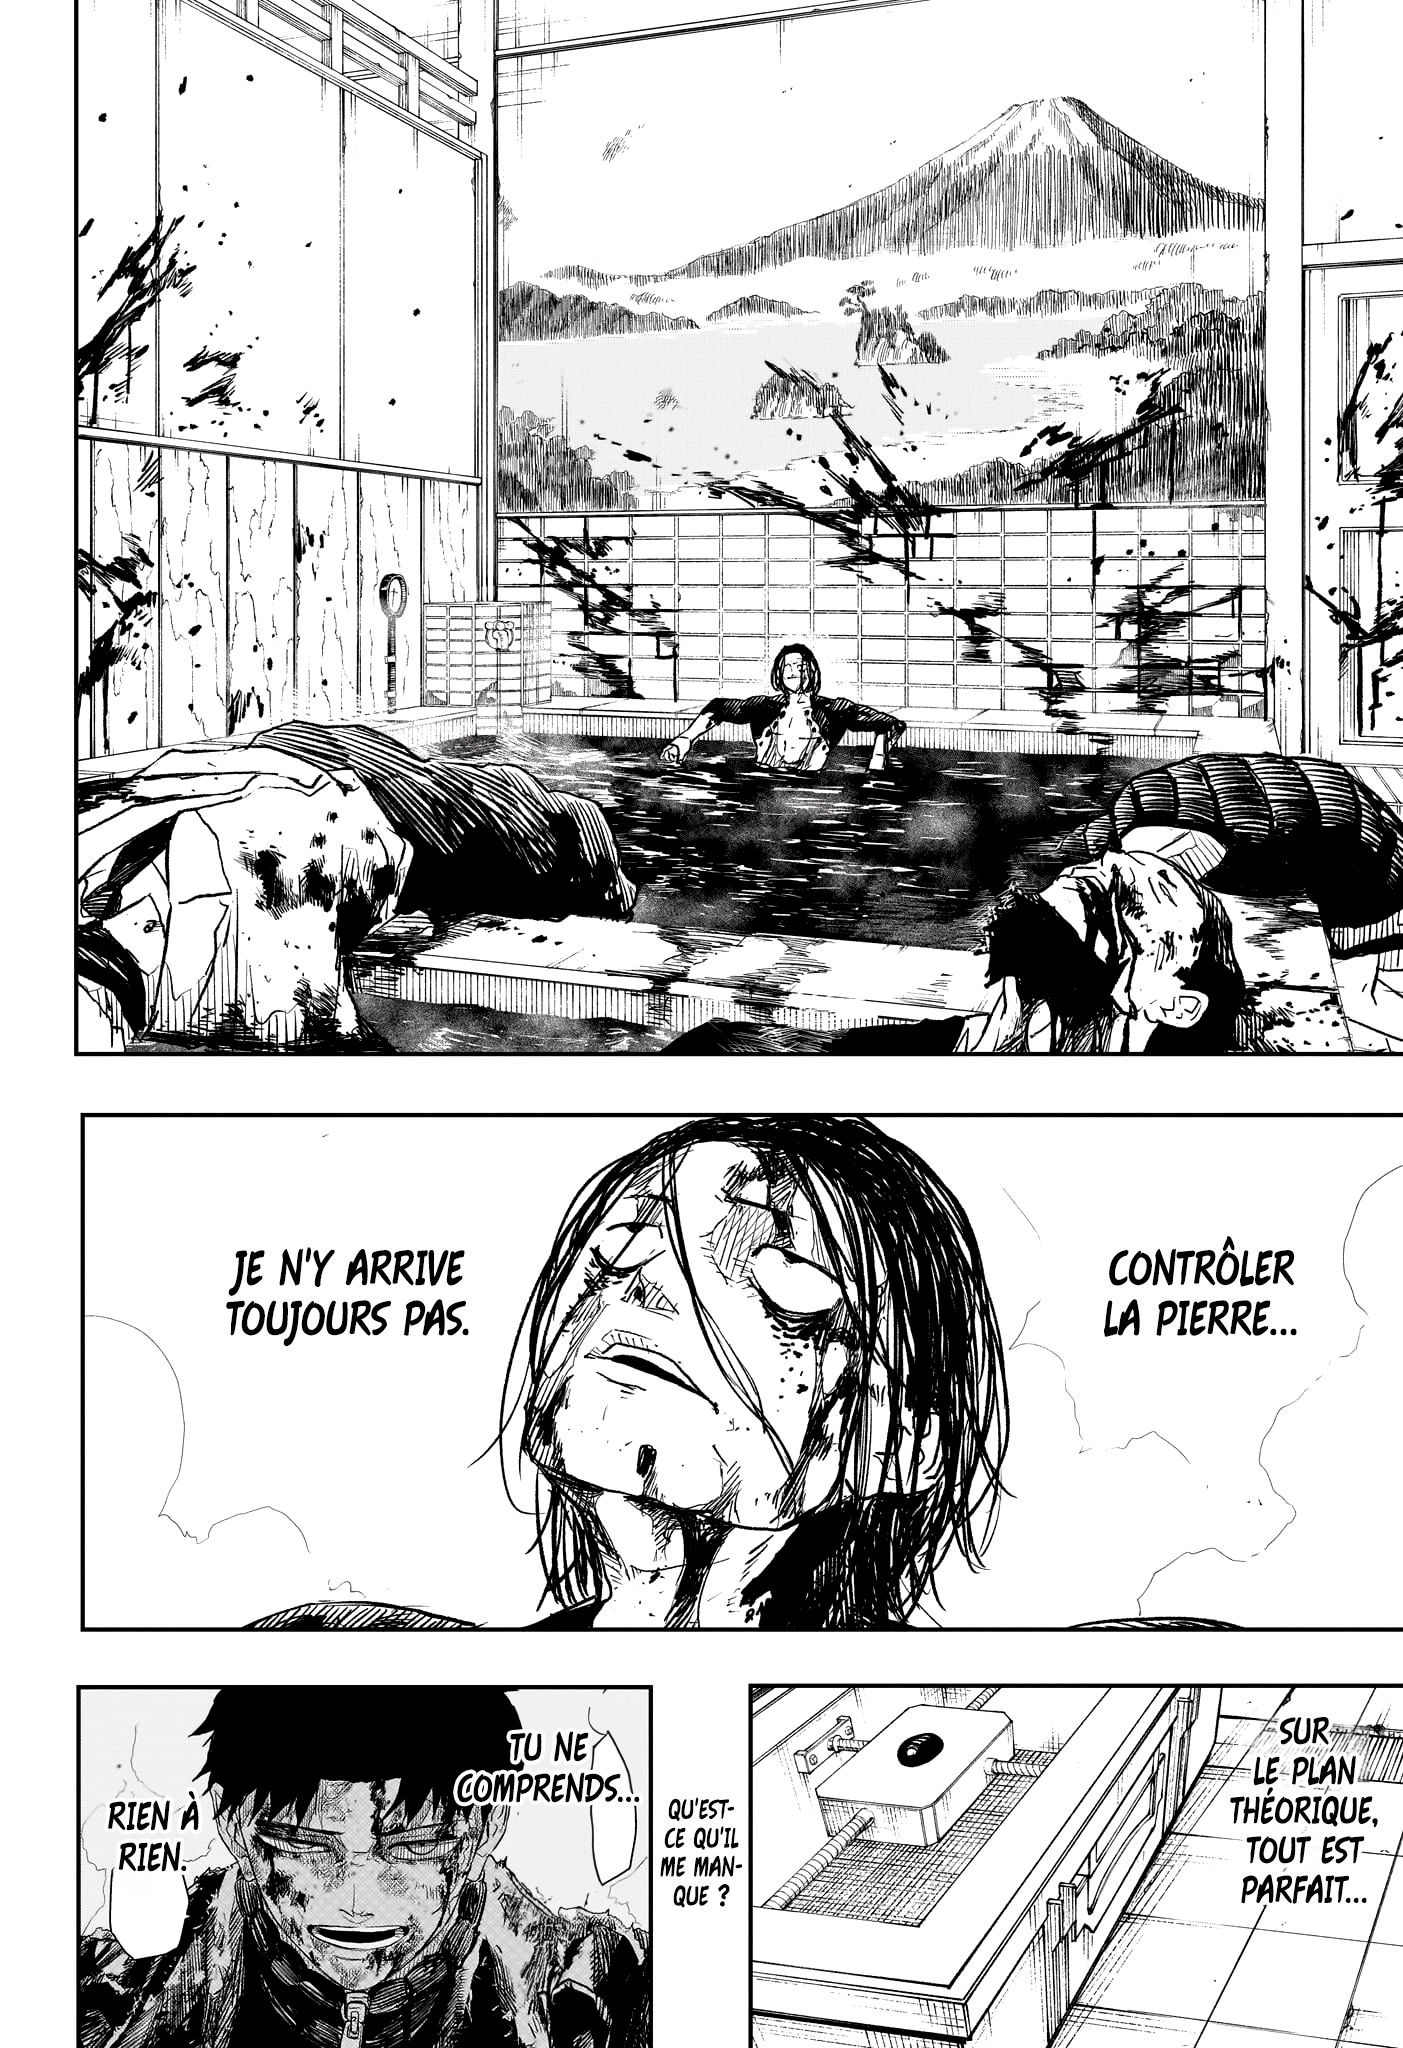 CONTRÔLER
LA PIERRE...
JE N'Y ARRIVE
TOUJOURS PAS.
SUR
LE PLAN
THÉORIQUE,
TOUT EST
PARFAIT...
QU'EST-
CE QU'IL
ME MAN-
QUE ?
TU NE
COMPRENDS...
RIEN À
RIEN.